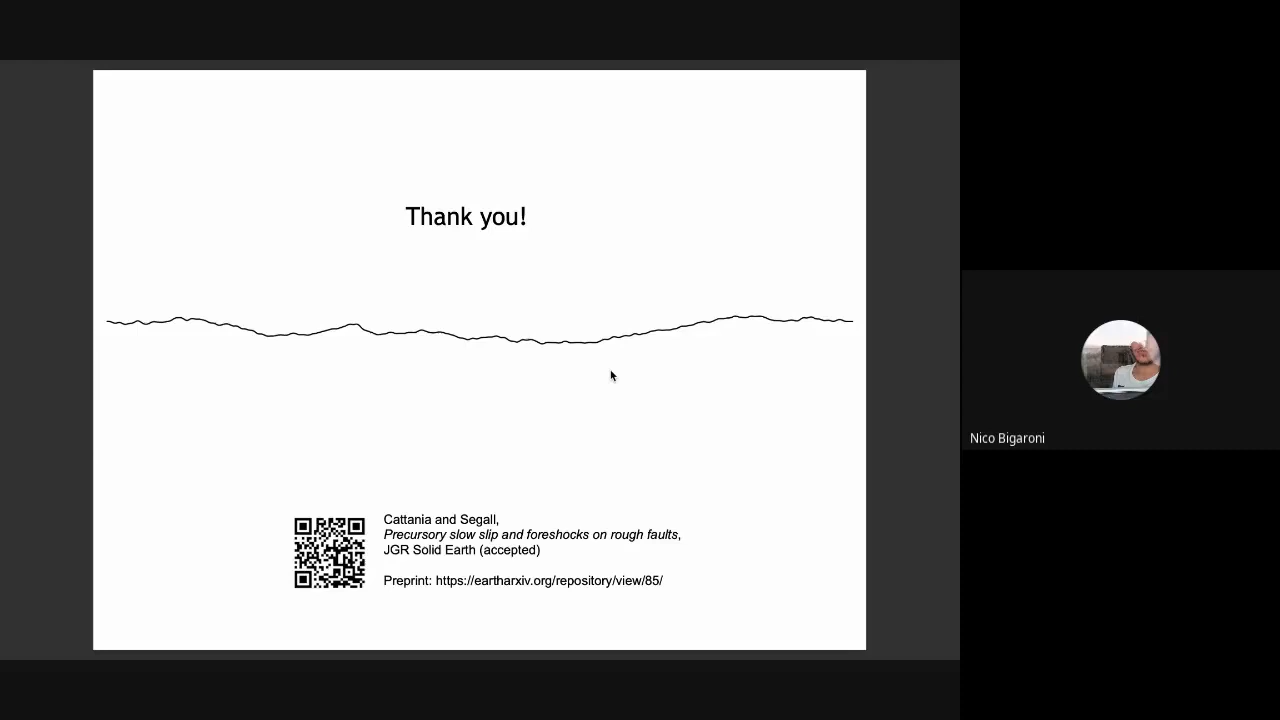 Thank you!
Cattania and Segall,
Precursory slow slip and foreshocks on rough faults,
JGR Solid Earth (accepted)
Preprint: https://eartharxiv.org/repository/view/85/
Nico Bigaroni